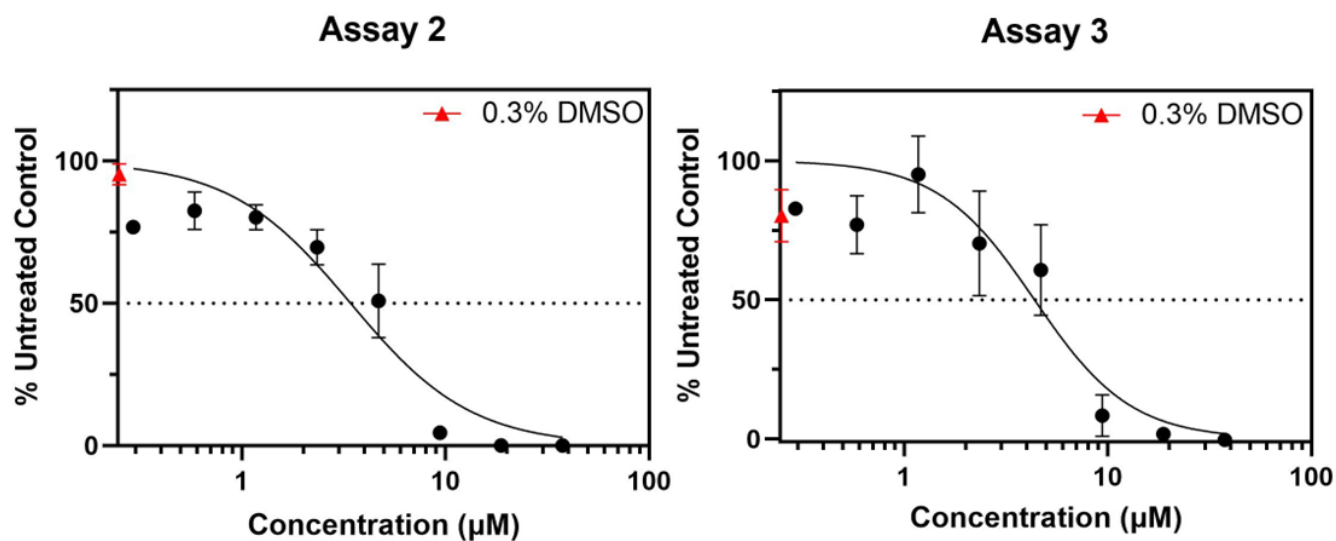 Assay 2
0.3% DMSO
% Untreated Control
100
50
0
1
10
100
Concentration (µM)
Assay 3
0.3% DMSO
% Untreated Control
100
50
0
1
10
100
Concentration (µM)